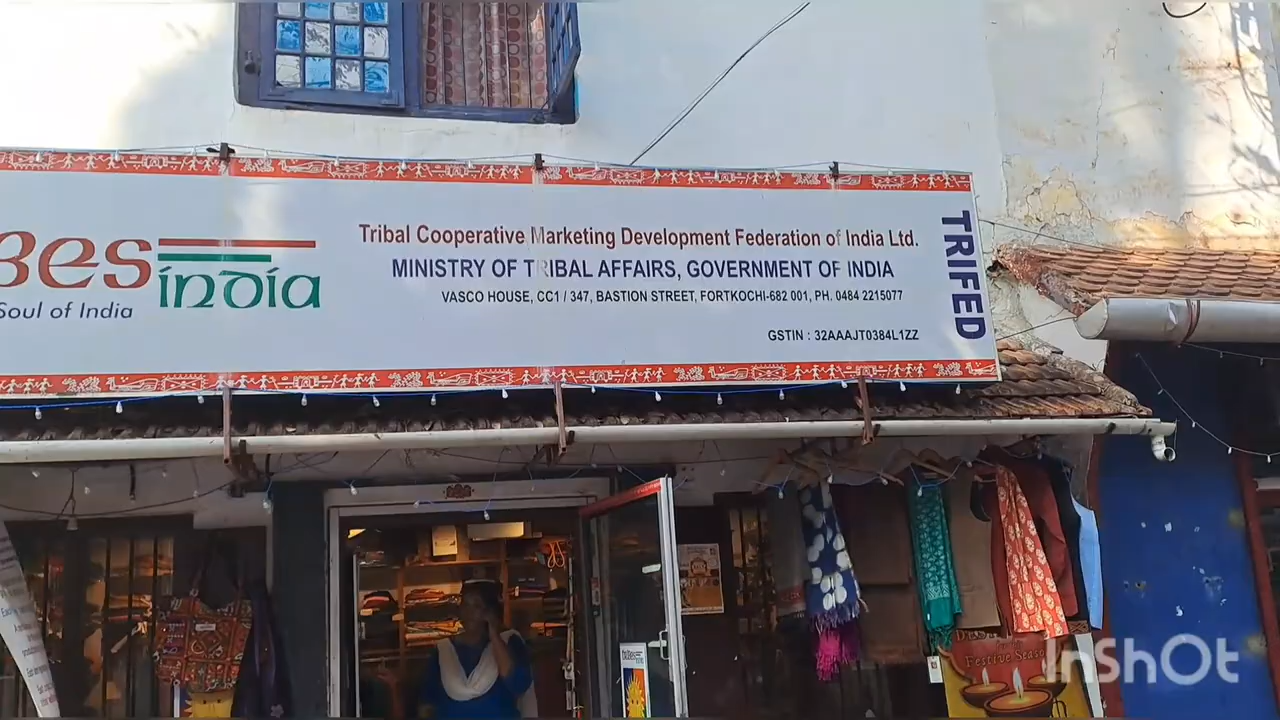 Bes india
Soul of India
Tribal Cooperative Marketing Development Federation of India Ltd.
MINISTRY OF TRIBAL AFFAIRS, GOVERNMENT OF INDIA
VASCO HOUSE, CC1 / 347, BASTION STREET, FORTKOCHI-682 001, PH. 0484 2215077
GSTIN : 32AAAJT0384L1ZZ
TRIFED
Festive Season
InShOt